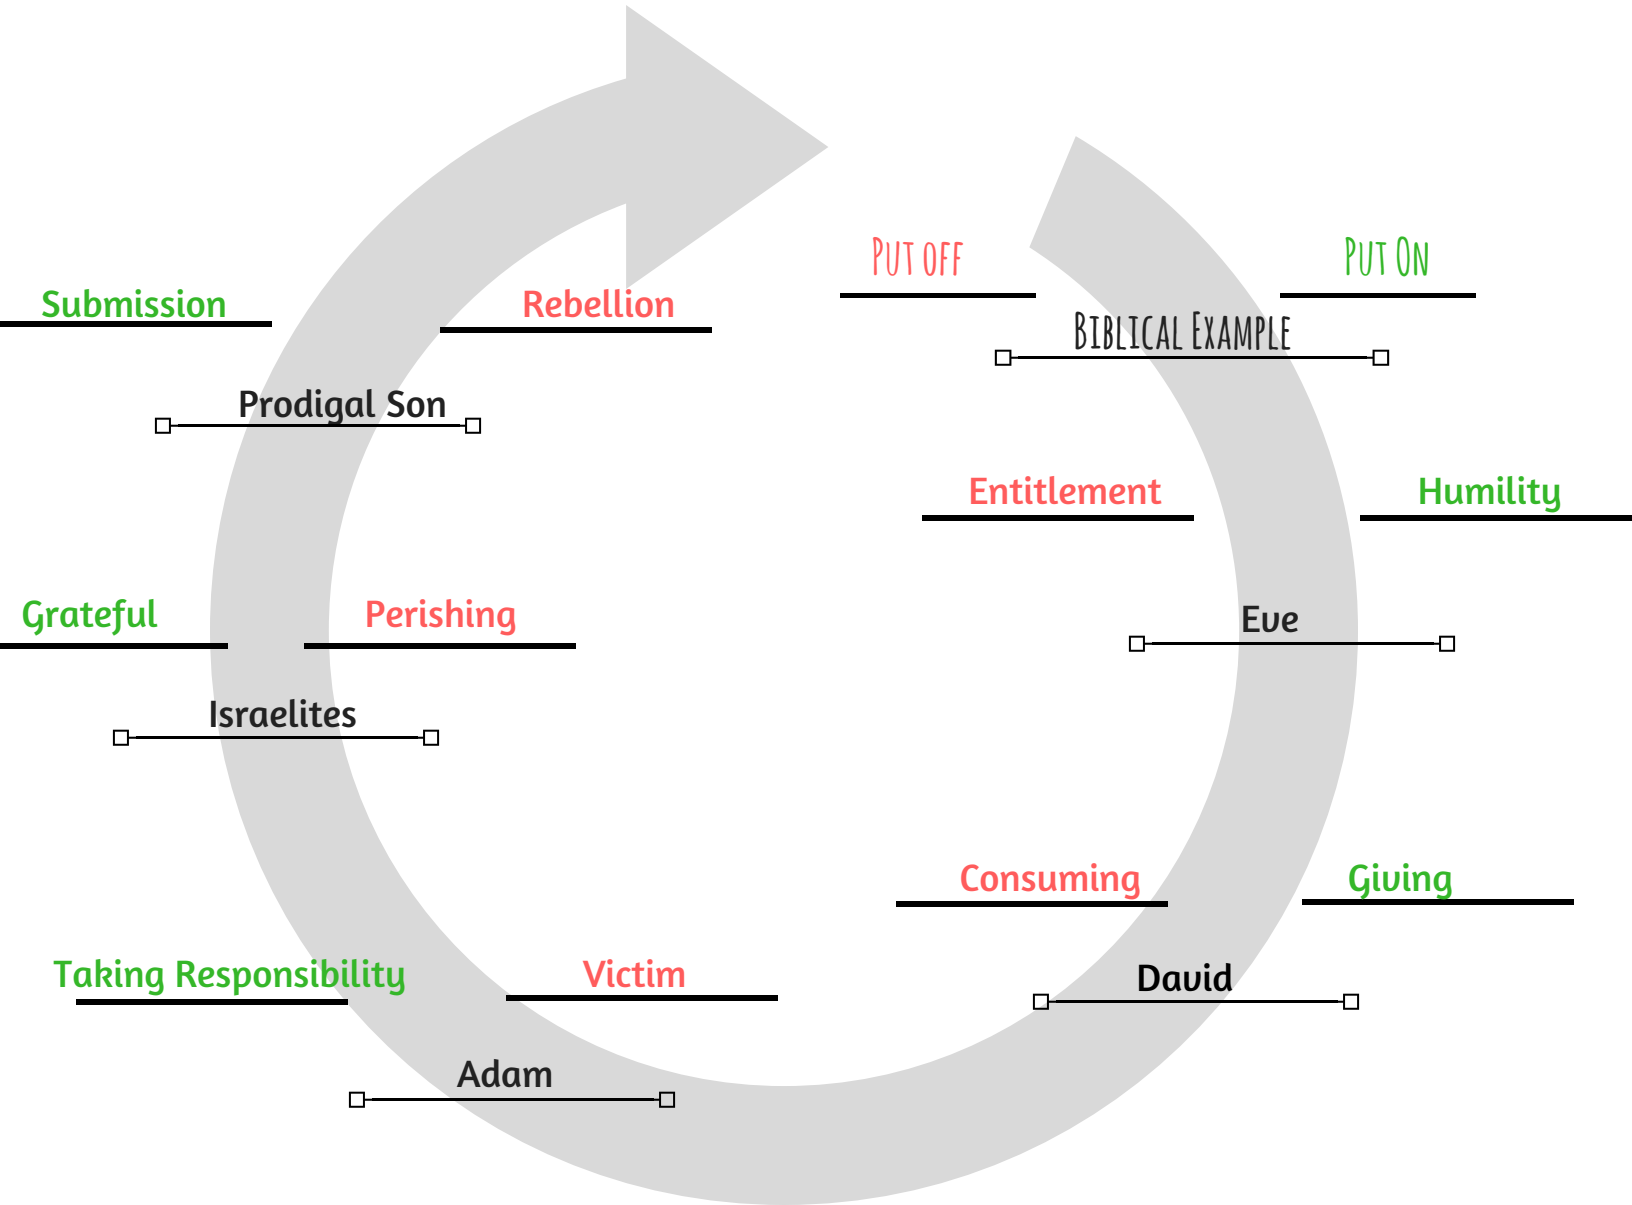 Put off
Put On
Biblical Example
Entitlement
Humility
Eve
Consuming
Giving
David
Victim
Taking Responsibility
Adam
Perishing
Grateful
Israelites
Rebellion
Submission
Prodigal Son